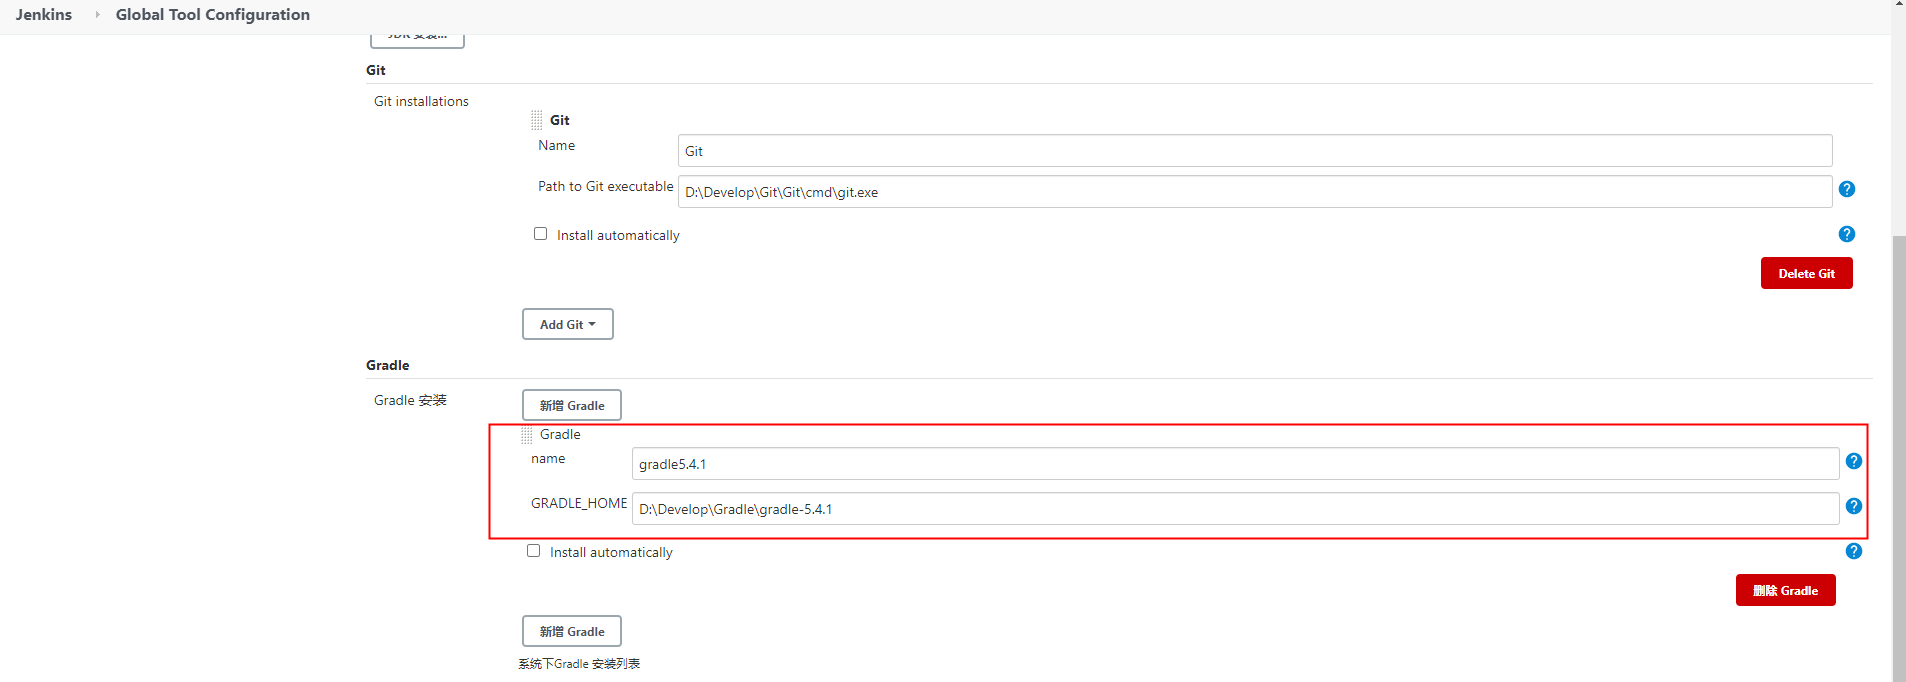 Jenkins Global Tool Configuration
JDK 安装...
Git
Git installations
Git
Name
Git
Path to Git executable
D:\Develop\Git\Git\cmd\git.exe
Install automatically
Delete Git
Add Git
Gradle
Gradle 安装
新增 Gradle
Gradle
name
gradle5.4.1
GRADLE_HOME
D:\Develop\Gradle\gradle-5.4.1
Install automatically
删除 Gradle
新增 Gradle
系统下Gradle 安装列表